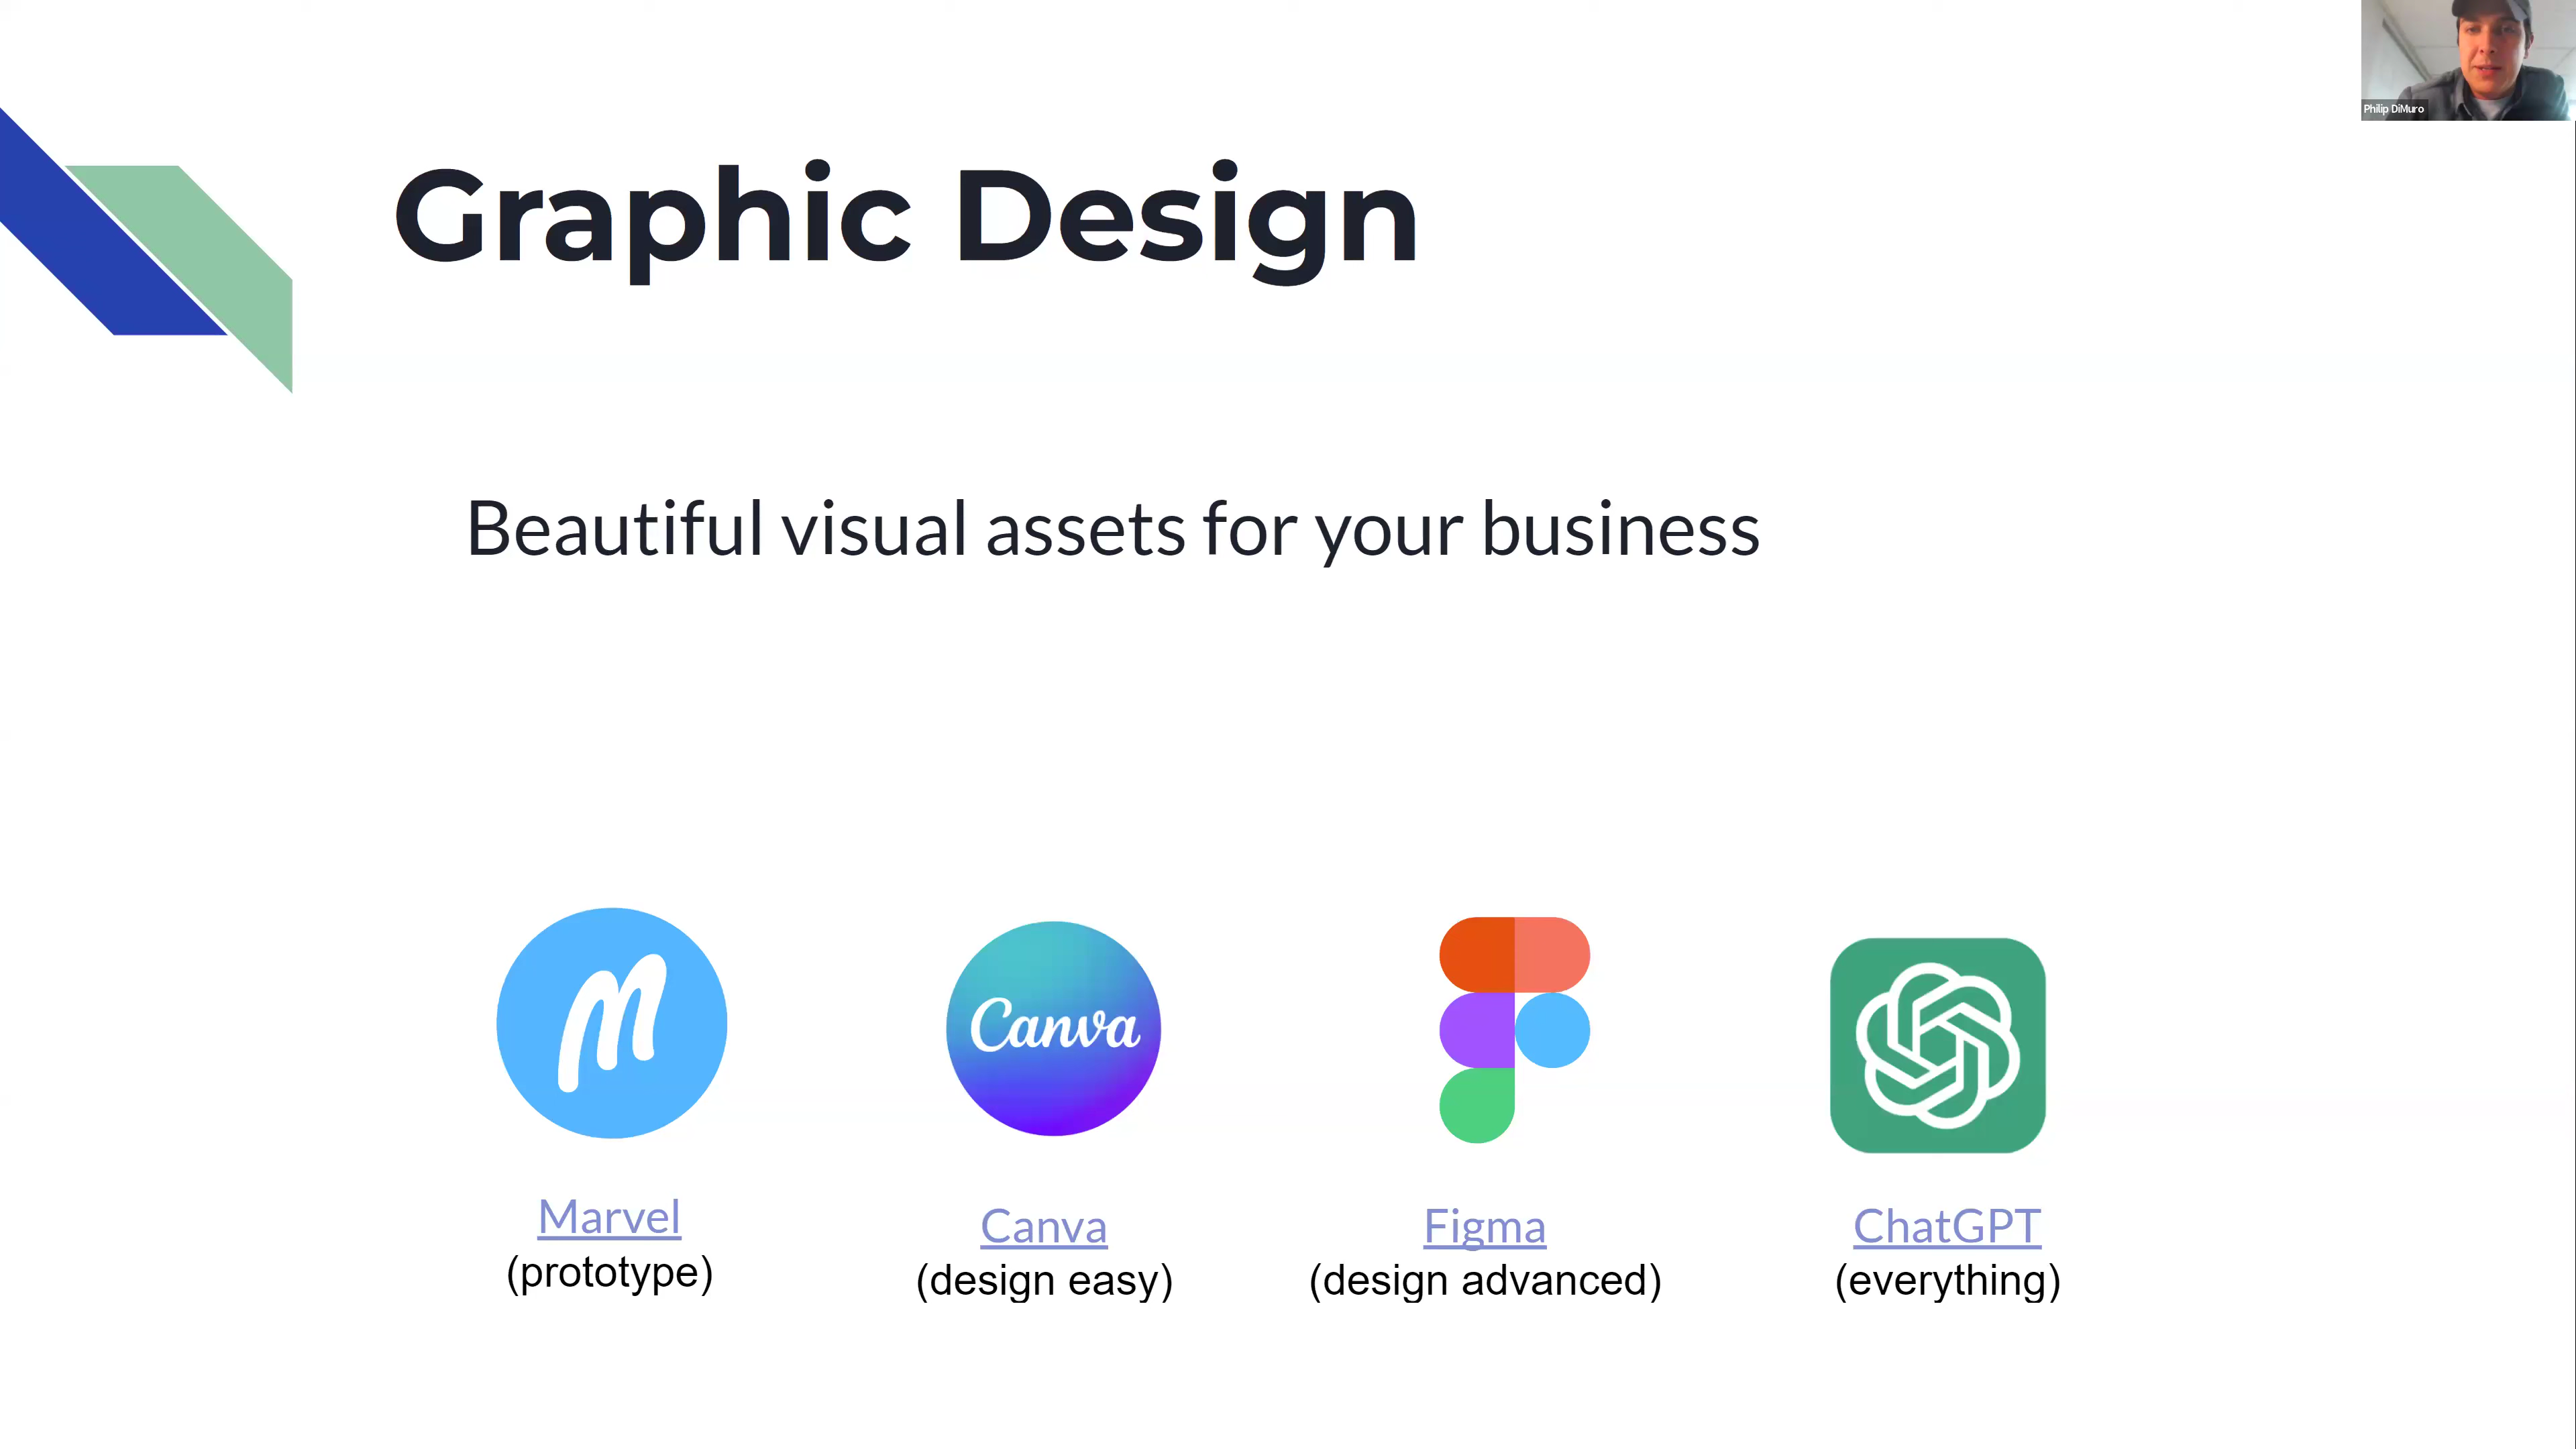 Philip DiMuro
Graphic Design
Beautiful visual assets for your business
Canva
Marvel
(prototype)
Canva
(design easy)
Figma
(design advanced)
ChatGPT
(everything)